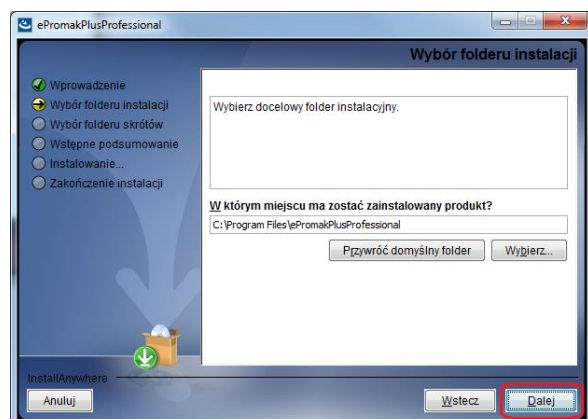 ePromakPlusProfessional
Wybór folderu instalacji
Wprowadzenie
Wybór folderu instalacji
Wybór folderu skrótów
Wstępne podsumowanie
Instalowanie...
Zakończenie instalacji
Wybierz docelowy folder instalacyjny.
W którym miejscu ma zostać zainstalowany produkt?
C:\Program Files\ePromakPlusProfessional
Przywróć domyślny folder
Wybierz...
InstallAnywhere
Anuluj
Wstecz
Dalej